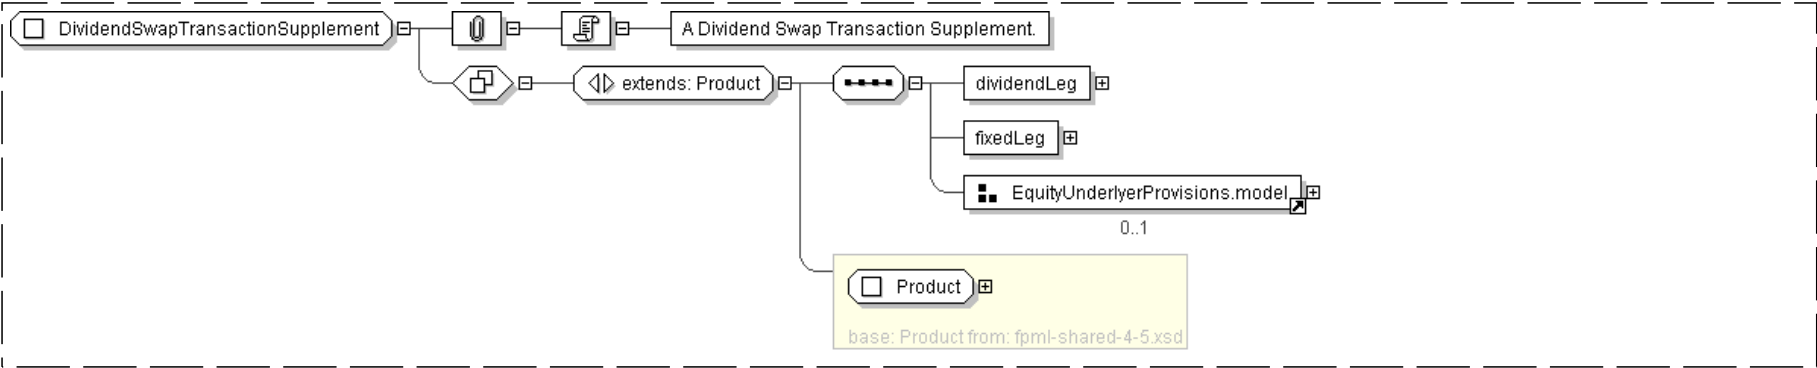 DividendSwapTransactionSupplement
A Dividend Swap Transaction Supplement.
extends: Product
dividendLeg
fixedLeg
EquityUnderlyerProvisions.model
0..1
Product
base: Product from: fpml-shared-4-5.xsd